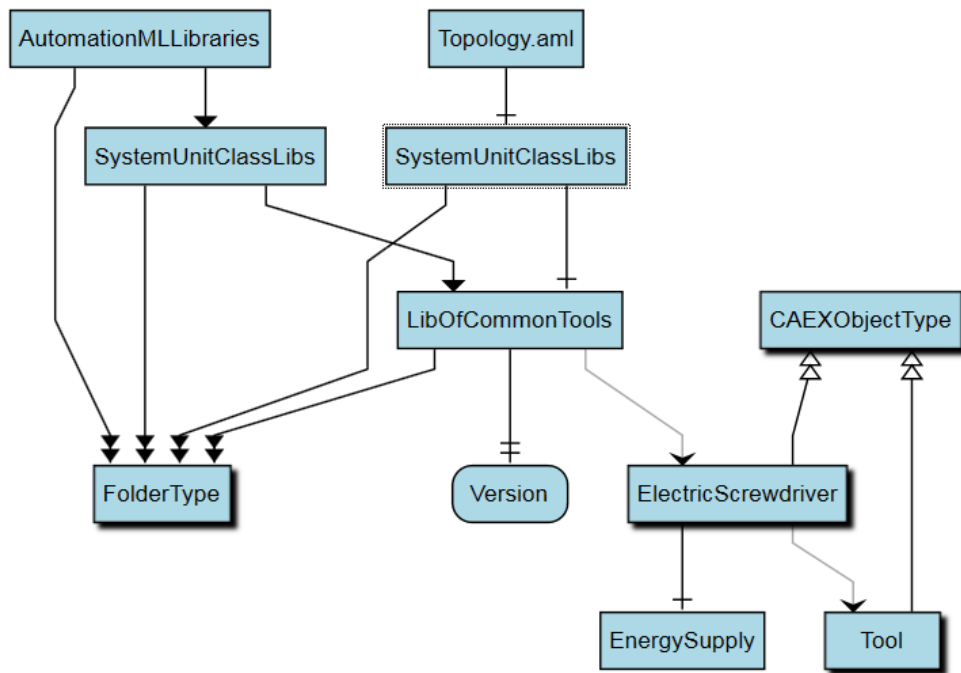 AutomationMLLibraries
Topology.aml
SystemUnitClassLibs
SystemUnitClassLibs
LibOfCommonTools
CAEXObjectType
FolderType
Version
ElectricScrewdriver
EnergySupply
Tool